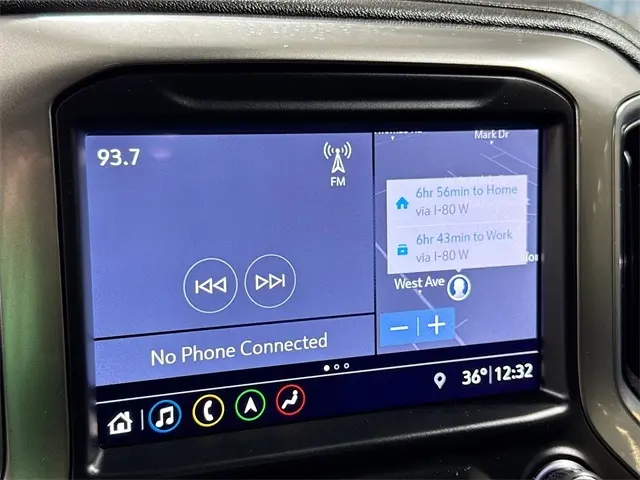 93.7
FM
Mark Dr
6hr 56min to Home
via I-80 W
6hr 43min to Work
via I-80 W
West Ave
No Phone Connected
36° 12:32